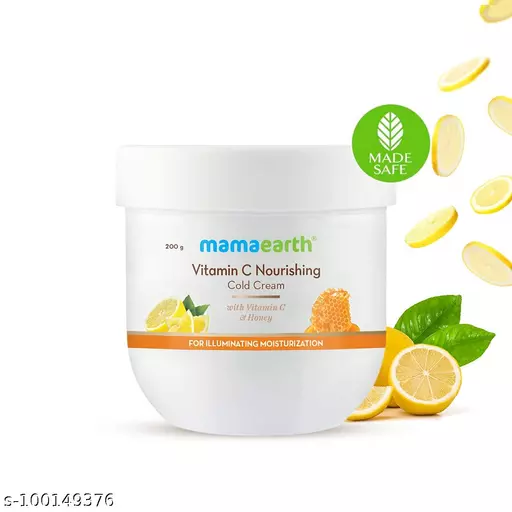 MADE
SAFE
200 g
mamaearth®
Vitamin C Nourishing
Cold Cream
with Vitamin C
& Honey
FOR ILLUMINATING MOISTURIZATION
s-100149376